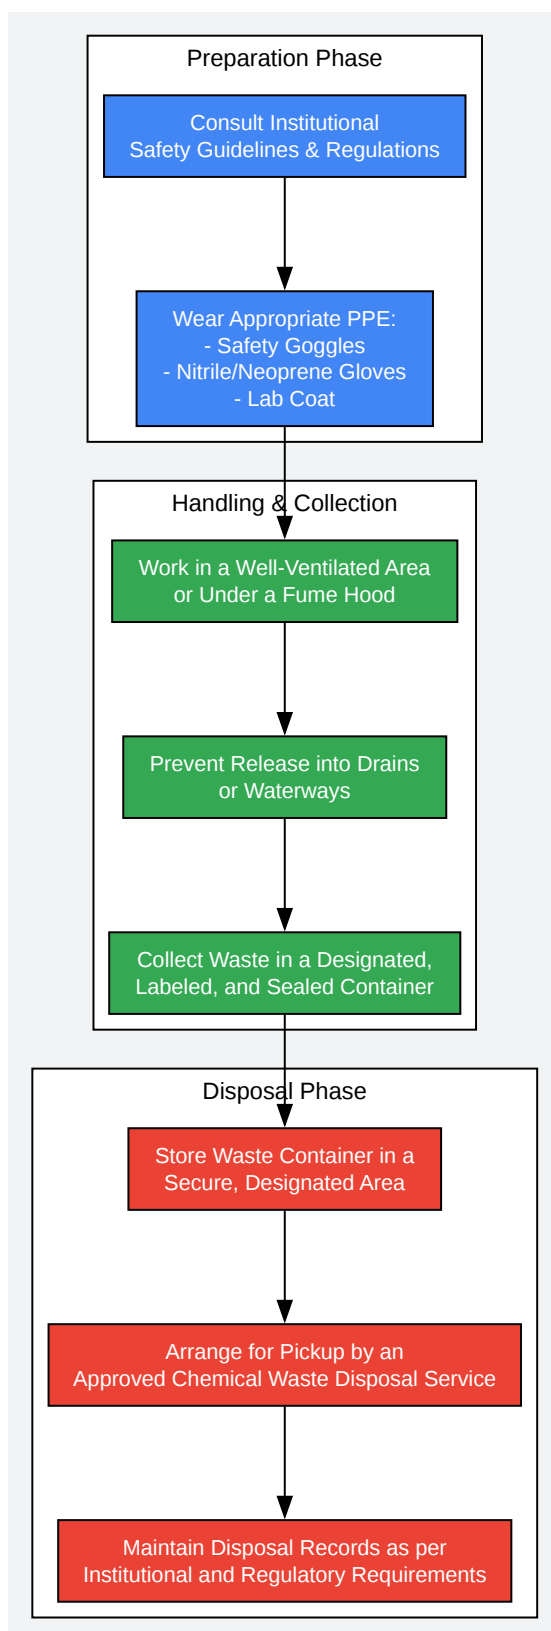 Preparation Phase
Consult Institutional
Safety Guidelines & Regulations
Wear Appropriate PPE:
- Safety Goggles
- Nitrile/Neoprene Gloves
- Lab Coat
Handling & Collection
Work in a Well-Ventilated Area
or Under a Fume Hood
Prevent Release into Drains
or Waterways
Collect Waste in a Designated,
Labeled, and Sealed Container
Disposal Phase
Store Waste Container in a
Secure, Designated Area
Arrange for Pickup by an
Approved Chemical Waste Disposal Service
Maintain Disposal Records as per
Institutional and Regulatory Requirements